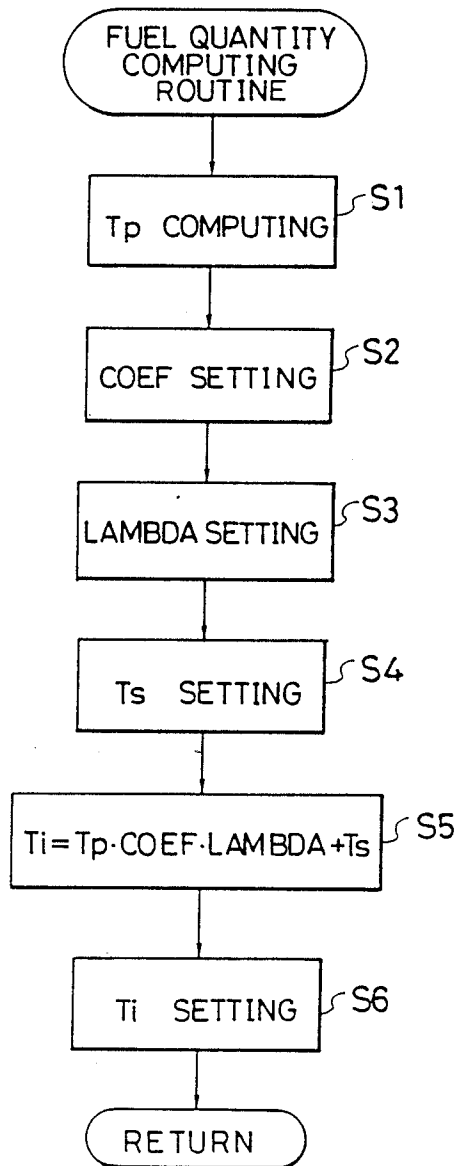 FUEL QUANTITY
COMPUTING
ROUTINE
Tp COMPUTING
S1
COEF SETTING
S2
LAMBDA SETTING
S3
Ts SETTING
S4
Ti=Tp·COEF·LAMBDA+Ts
S5
Ti SETTING
S6
RETURN